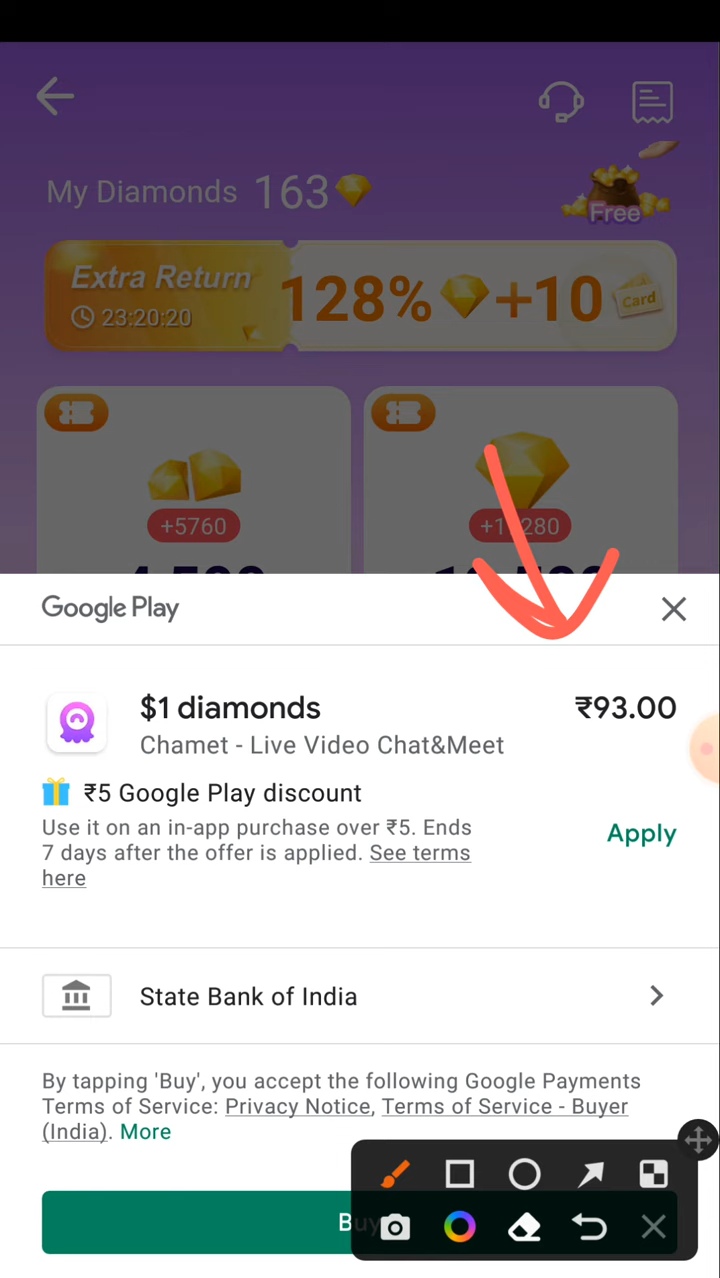 My Diamonds 163
Free
Extra Return
128% +10
Card
23:20:20
+5760
Google Play
$1 diamonds
₹93.00
Chamet - Live Video Chat&Meet
₹5 Google Play discount
Use it on an in-app purchase over ₹5. Ends
7 days after the offer is applied. See terms
here
Apply
State Bank of India
By tapping 'Buy', you accept the following Google Payments
Terms of Service: Privacy Notice, Terms of Service - Buyer
(India). More
Buy